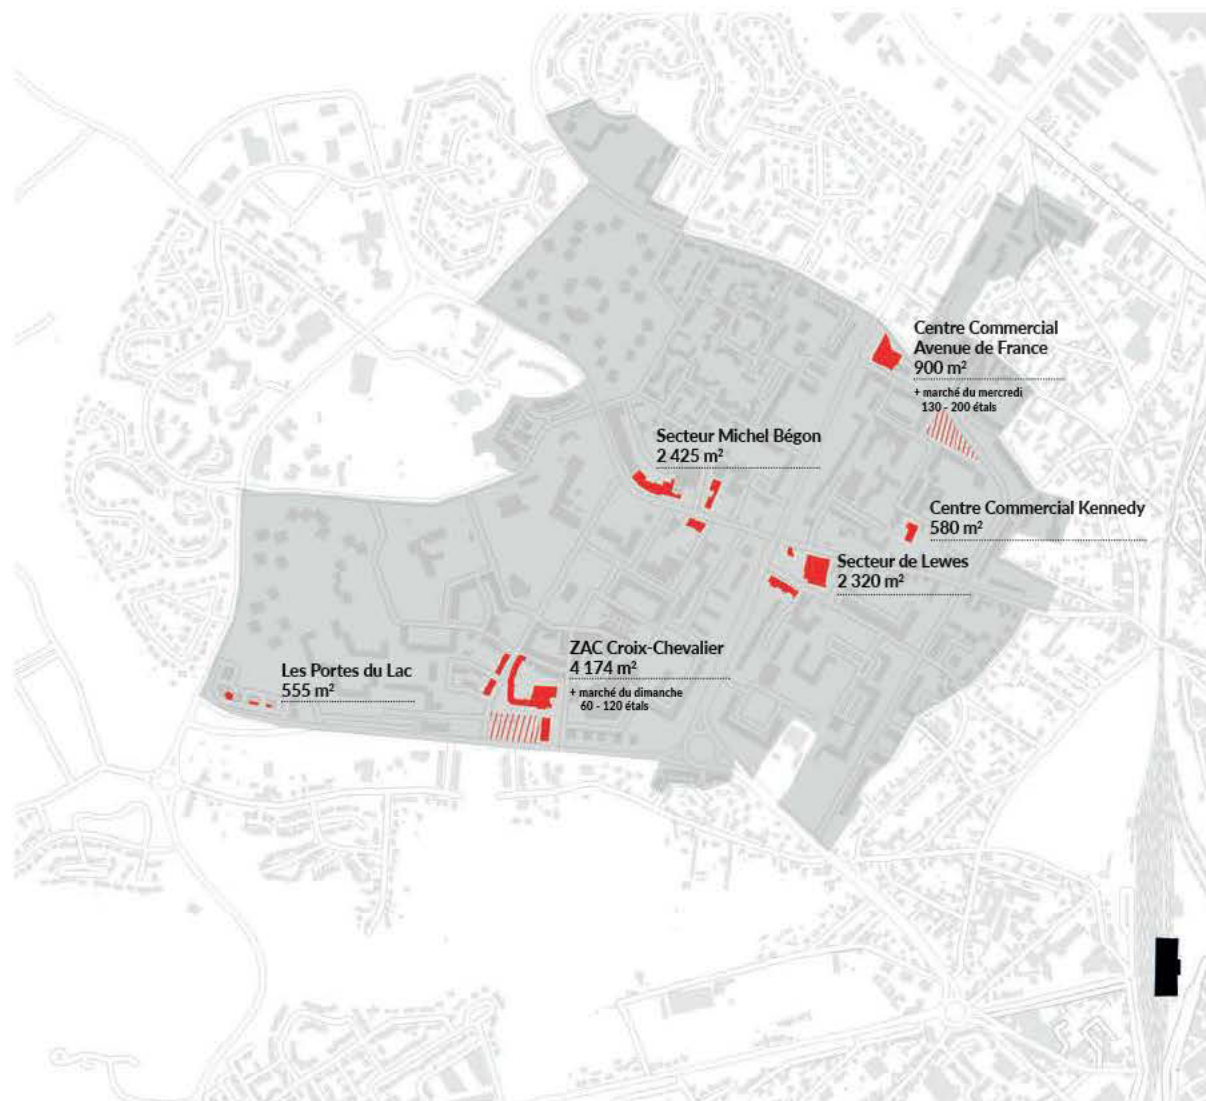 Centre Commercial
Avenue de France
900 m²
+ marché du mercredi
130 - 200 étals
Secteur Michel Bégon
2 425 m²
Centre Commercial Kennedy
580 m²
Secteur de Lewes
2 320 m²
ZAC Croix-Chevalier
4 174 m²
+ marché du dimanche
60 - 120 étals
Les Portes du Lac
555 m²